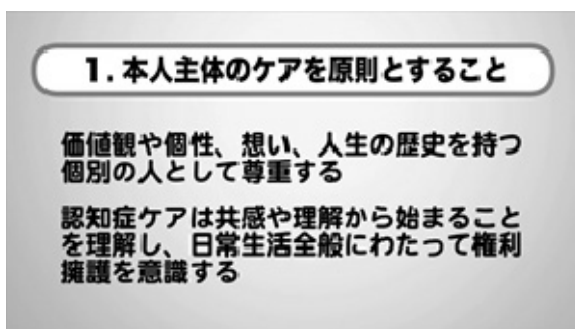 1.本人主体のケアを原則とすること
価値観や個性、想い、人生の歴史を持つ
個別の人として尊重する
認知症ケアは共感や理解から始まること
を理解し、日常生活全般にわたって権利
擁護を意識する